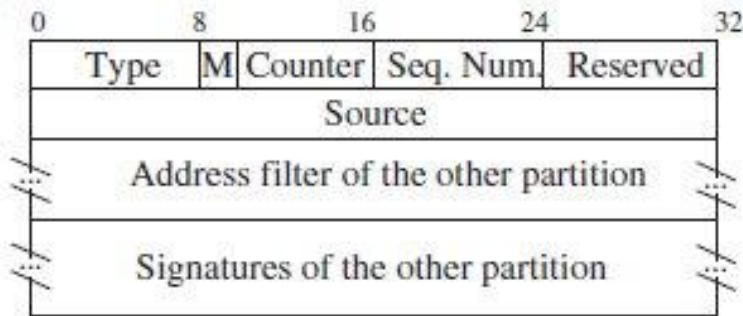 0 8 16 24 32
Type M Counter Seq. Num. Reserved
Source
... Address filter of the other partition ...
... Signatures of the other partition ...